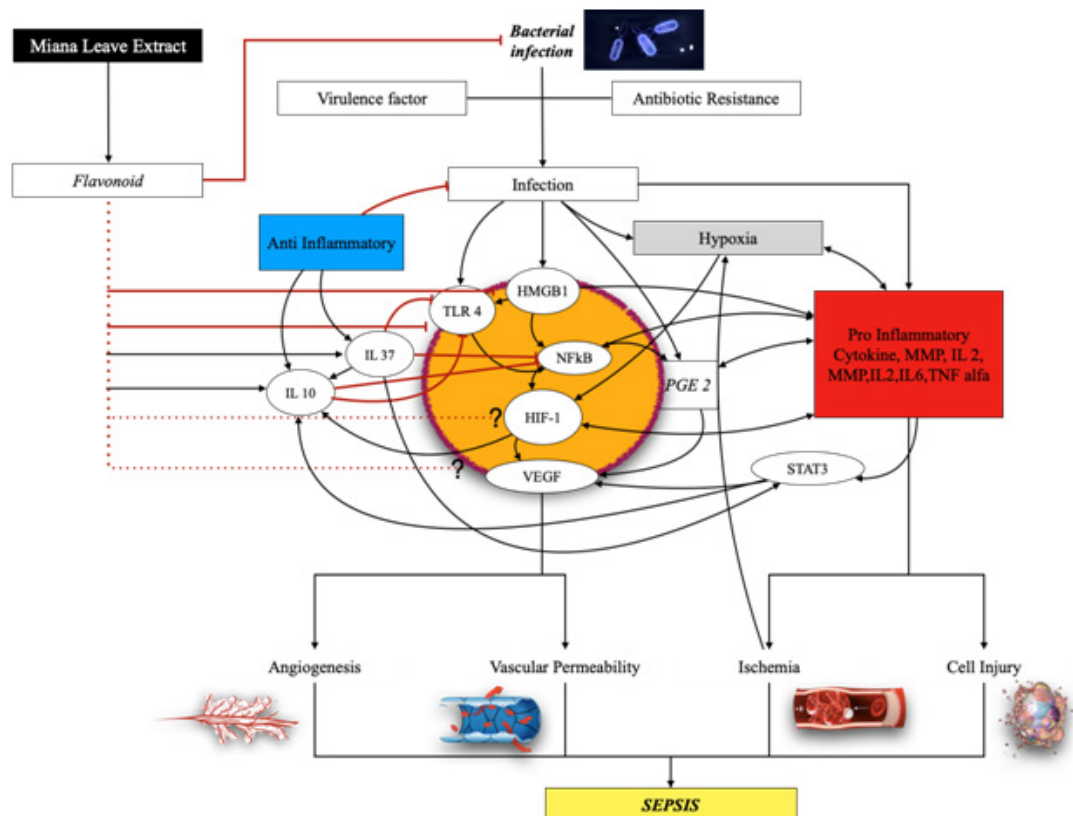 Miana Leave Extract
Bacterial
infection
Virulence factor
Antibiotic Resistance
Flavonoid
Infection
Anti Inflammatory
Hypoxia
HMGB1
TLR 4
Pro Inflammatory
Cytokine, MMP, IL 2,
MMP,IL2,IL6,TNF alfa
IL 37
NFkB
PGE 2
IL 10
?
HIF-1
?
VEGF
STAT3
Angiogenesis
Vascular Permeability
Ischemia
Cell Injury
SEPSIS